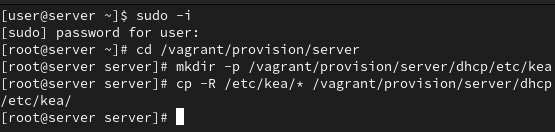 [user@server ~]$ sudo -i
[sudo] password for user:
[root@server ~]# cd /vagrant/provision/server
[root@server server]# mkdir -p /vagrant/provision/server/dhcp/etc/kea
[root@server server]# cp -R /etc/kea/* /vagrant/provision/server/dhcp
/etc/kea/
[root@server server]#